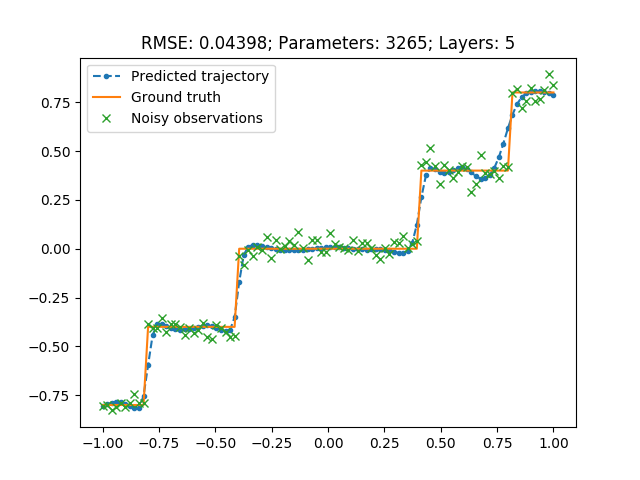 RMSE: 0.04398; Parameters: 3265; Layers: 5
Predicted trajectory
Ground truth
Noisy observations
0.75
0.50
0.25
0.00
−0.25
−0.50
−0.75
−1.00 −0.75 −0.50 −0.25 0.00 0.25 0.50 0.75 1.00